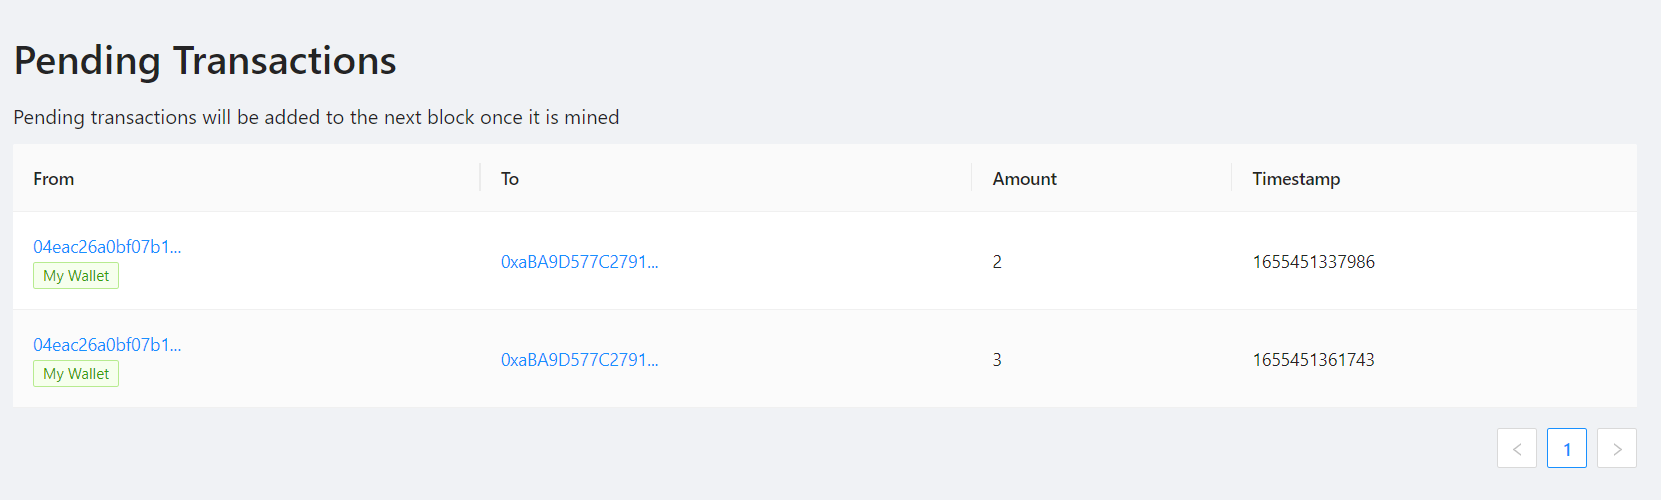 Pending Transactions
Pending transactions will be added to the next block once it is mined
From To Amount Timestamp
04eac26a0bf07b1...
My Wallet
0xaBA9D577C2791... 2 1655451337986
04eac26a0bf07b1...
My Wallet
0xaBA9D577C2791... 3 1655451361743
< 1 >